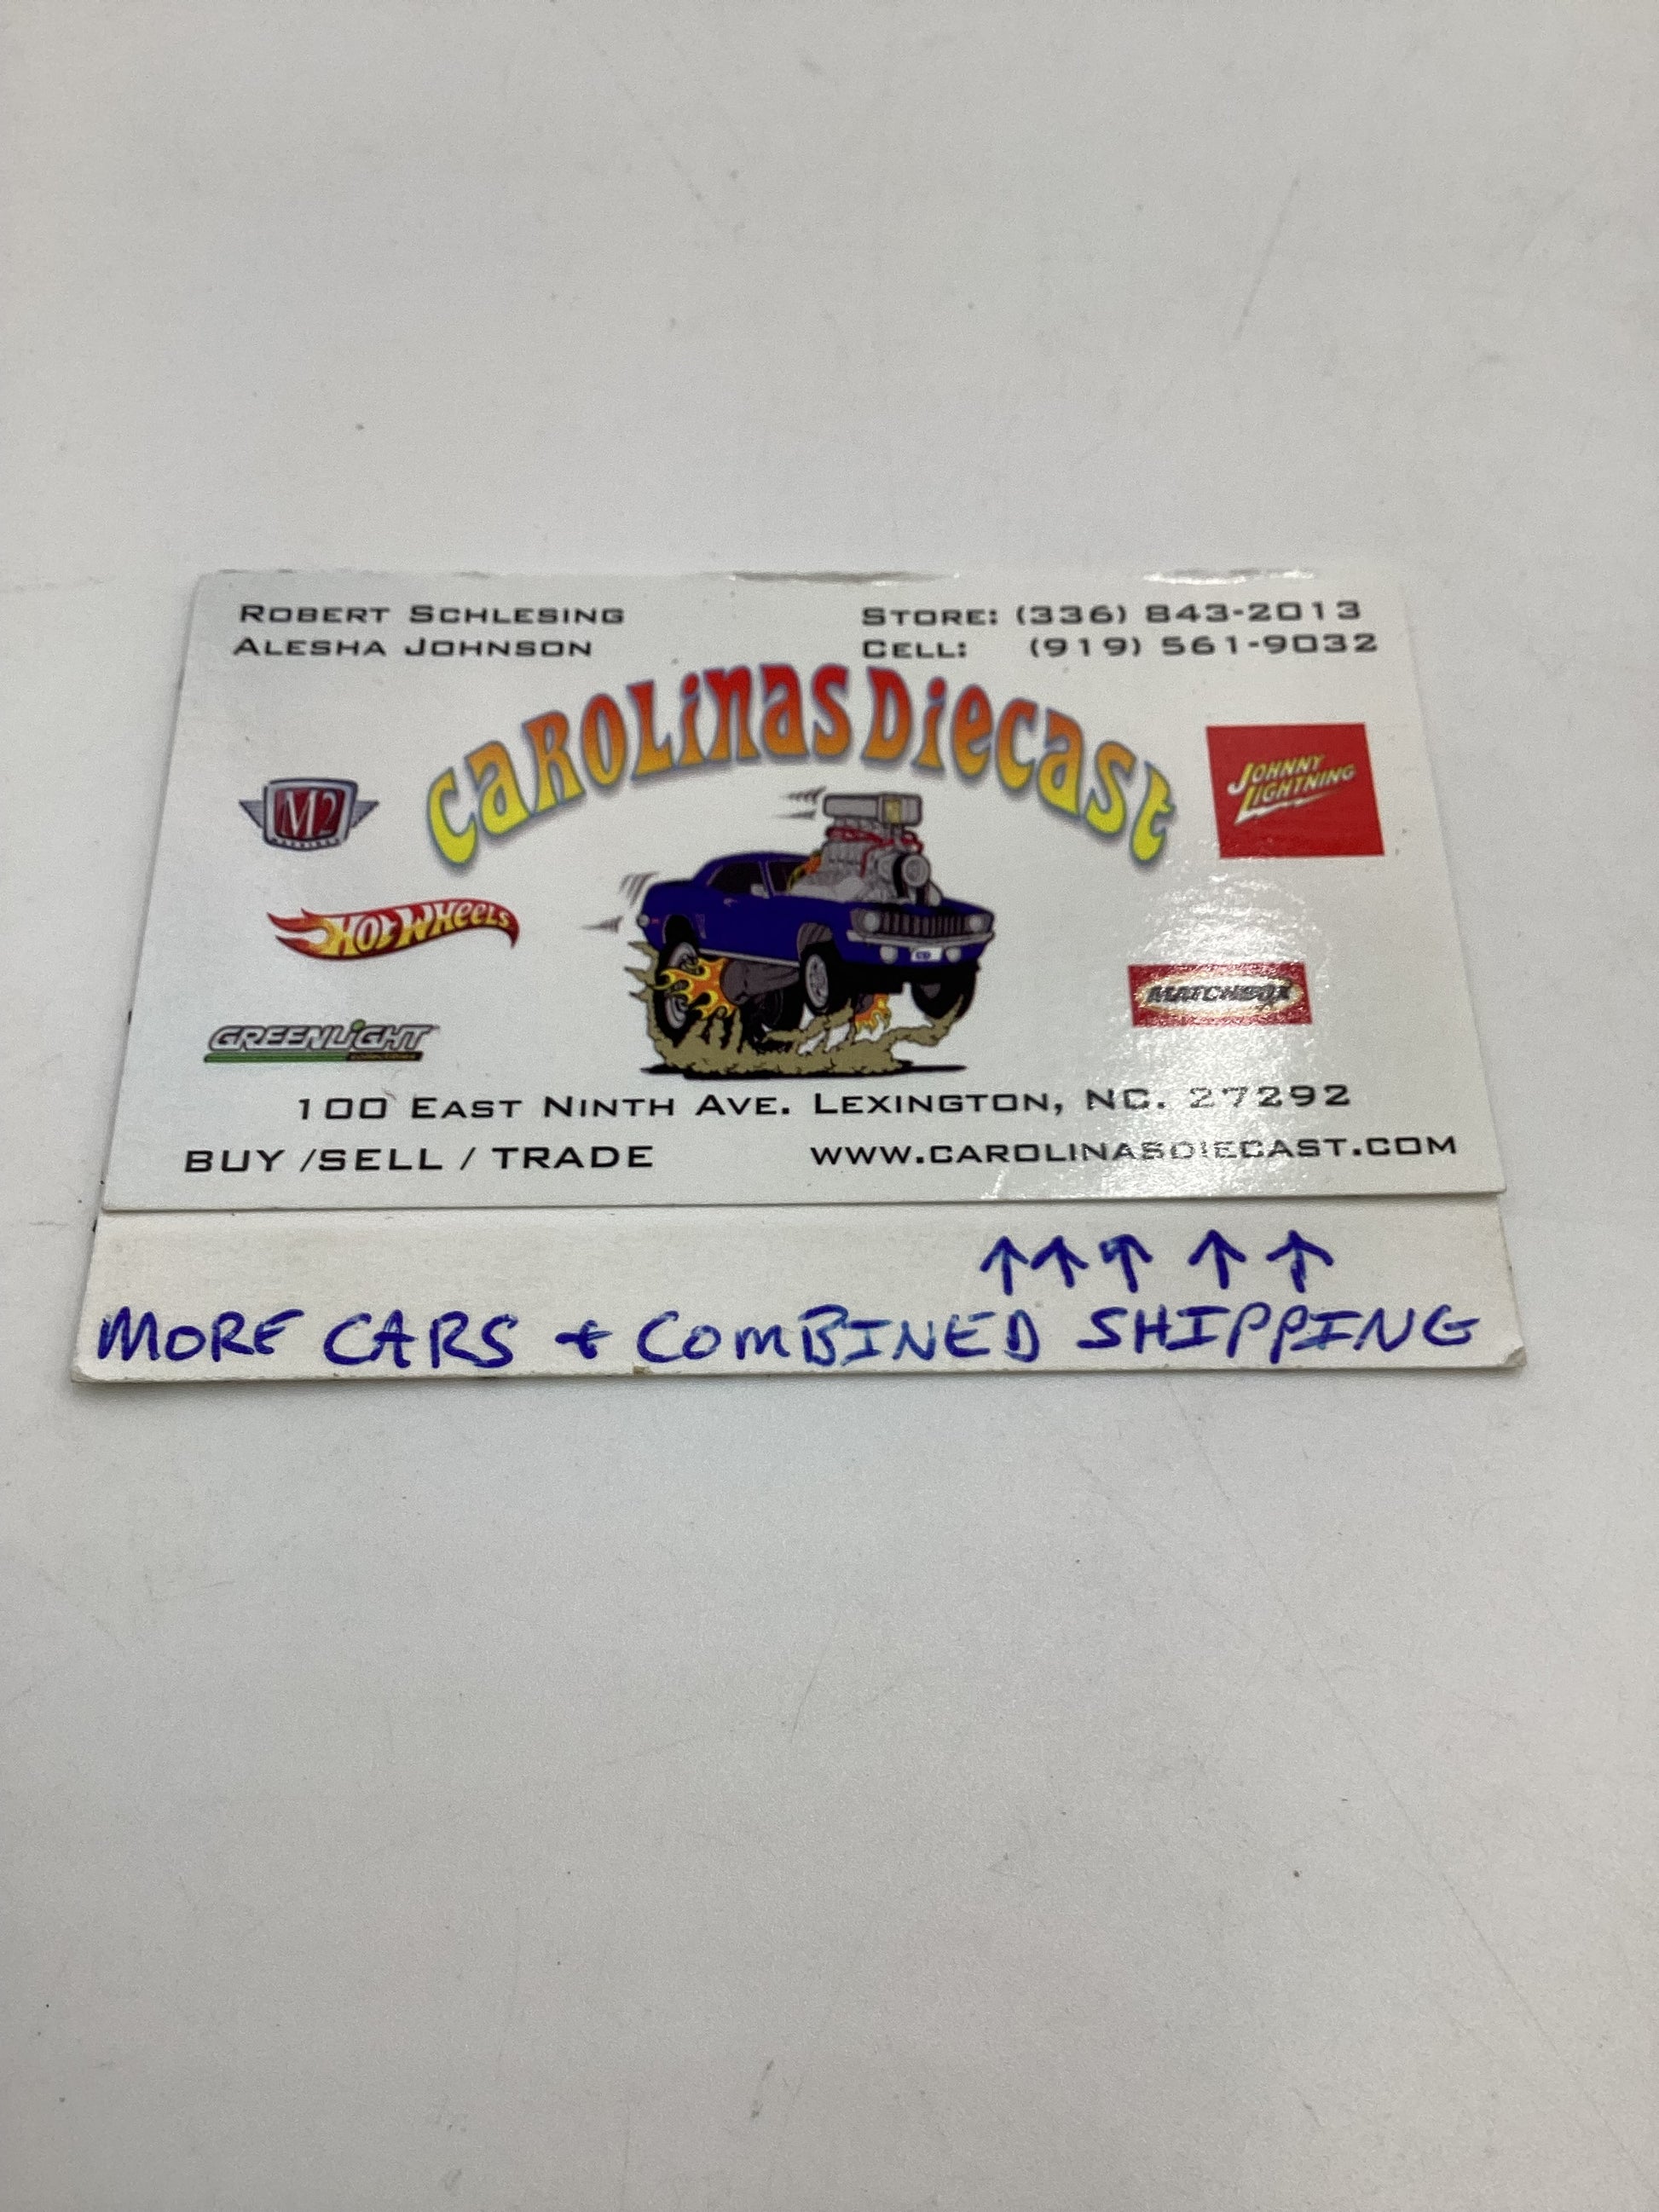 ROBERT SCHLESING
ALESHA JOHNSON
STORE: (336) 843-2013
CELL: (919) 561-9032
CAROLINAS DIECAST
M2
JOHNNY LIGHTNING
HOT WHEELS
MATCHBOX
GREENLIGHT
collectibles
100 EAST NINTH AVE. LEXINGTON, NC. 27292
BUY /SELL / TRADE
WWW.CAROLINASDIECAST.COM
↑ ↑ ↑ ↑ ↑
MORE CARS + COMBINED SHIPPING